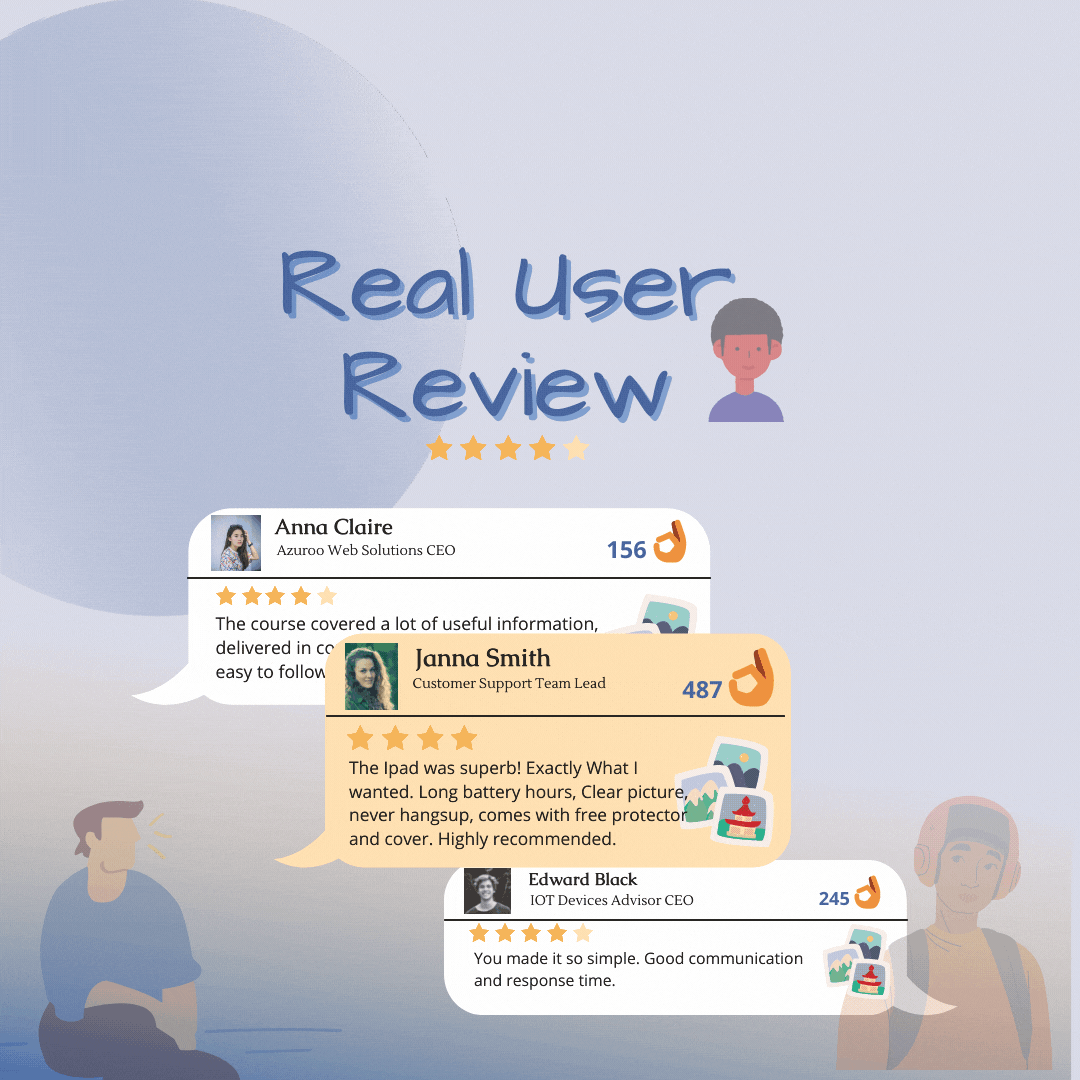 Real User
Review
Anna Claire
Azuroo Web Solutions CEO
156
The course covered a lot of useful information,
delivered in
easy to follow
Janna Smith
Customer Support Team Lead
487
The Ipad was superb! Exactly What I
wanted. Long battery hours, Clear picture,
never hangsup, comes with free protector
and cover. Highly recommended.
Edward Black
IOT Devices Advisor CEO
245
You made it so simple. Good communication
and response time.